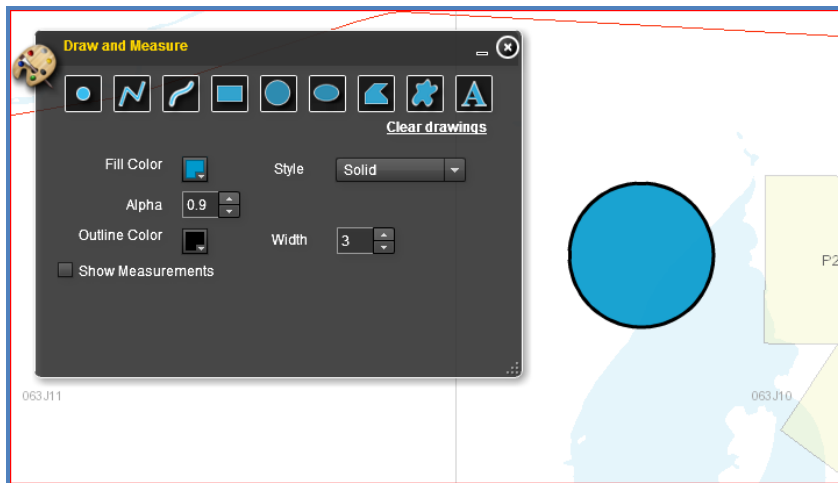 Draw and Measure
A
Clear drawings
Fill Color
Style
Solid
Alpha
0.9
Outline Color
Width
3
Show Measurements
P2
063J11
063J10